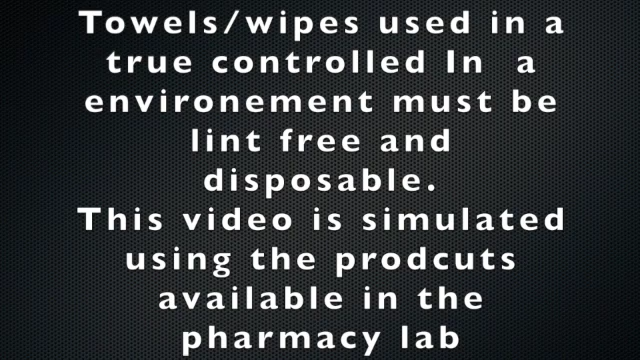 Towels/wipes used in a
true controlled In a
environement must be
lint free and
disposable.
This video is simulated
using the prodcuts
available in the
pharmacy lab